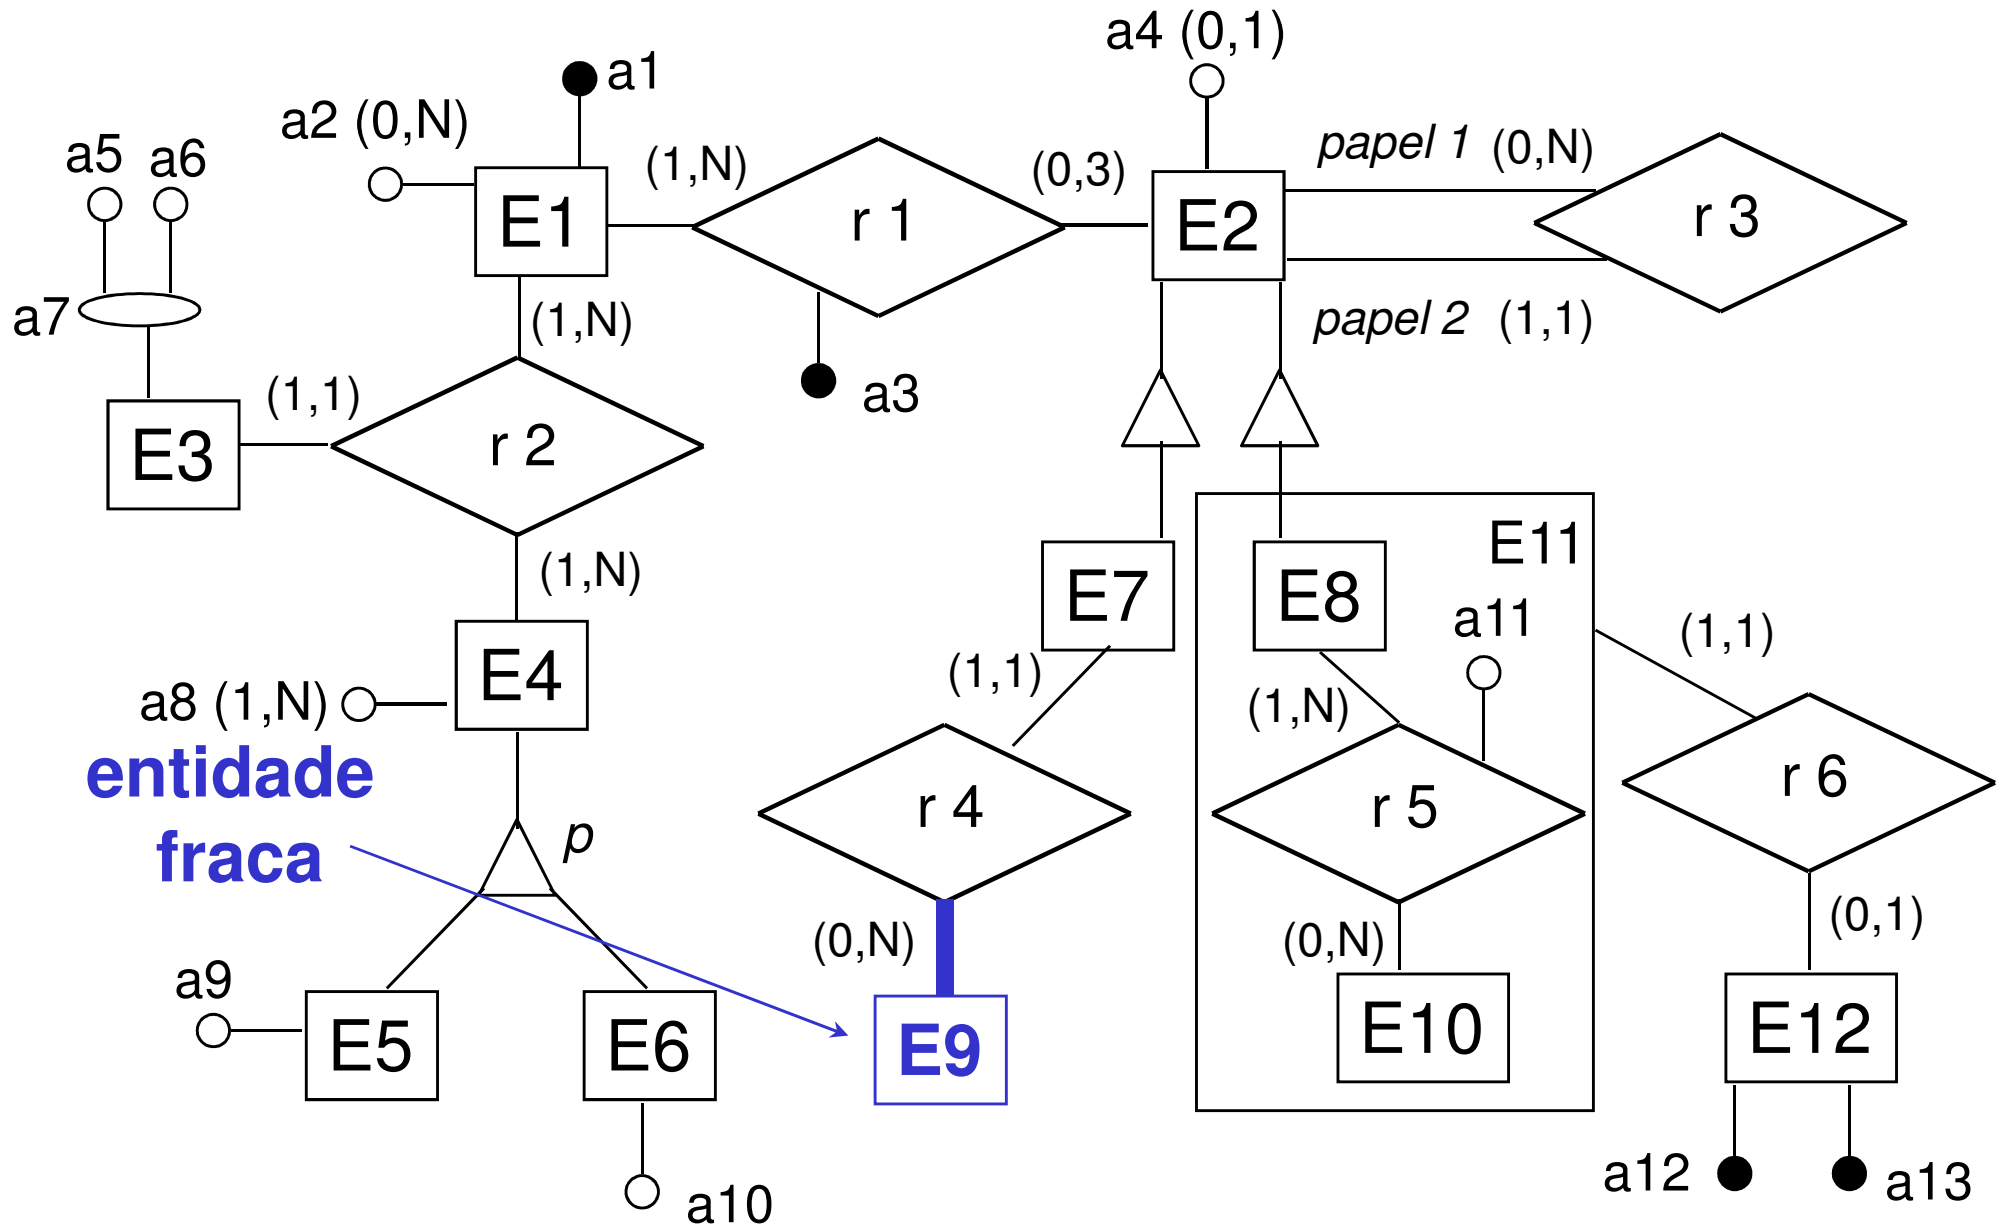 a4 (0,1)
a1
a2 (0,N)
a5 a6
(1,N)
(0,3)
papel 1 (0,N)
E1
r 1
E2
r 3
a7
(1,N)
papel 2 (1,1)
(1,1)
a3
E3
r 2
(1,N)
E11
E7
E8
a11
(1,1)
E4
(1,1)
a8 (1,N)
(1,N)
entidade
fraca
p
r 4
r 5
r 6
(0,N)
(0,N)
(0,1)
a9
E5
E6
E9
E10
E12
a10
a12
a13